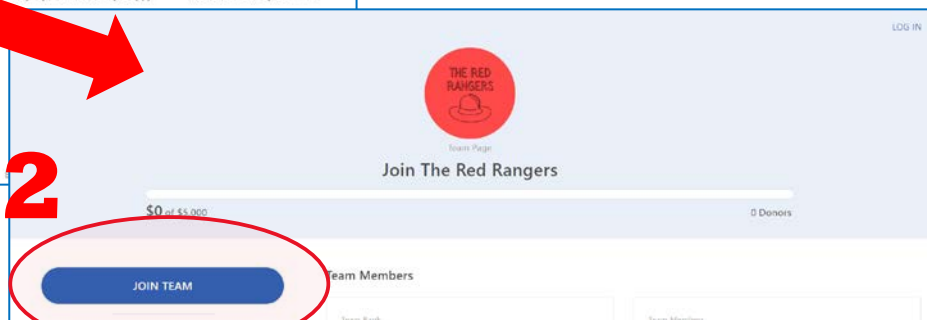 LOG IN
THE RED
RANGERS
Team Page
Join The Red Rangers
2
$0 of $5,000
0 Donors
JOIN TEAM
Team Members